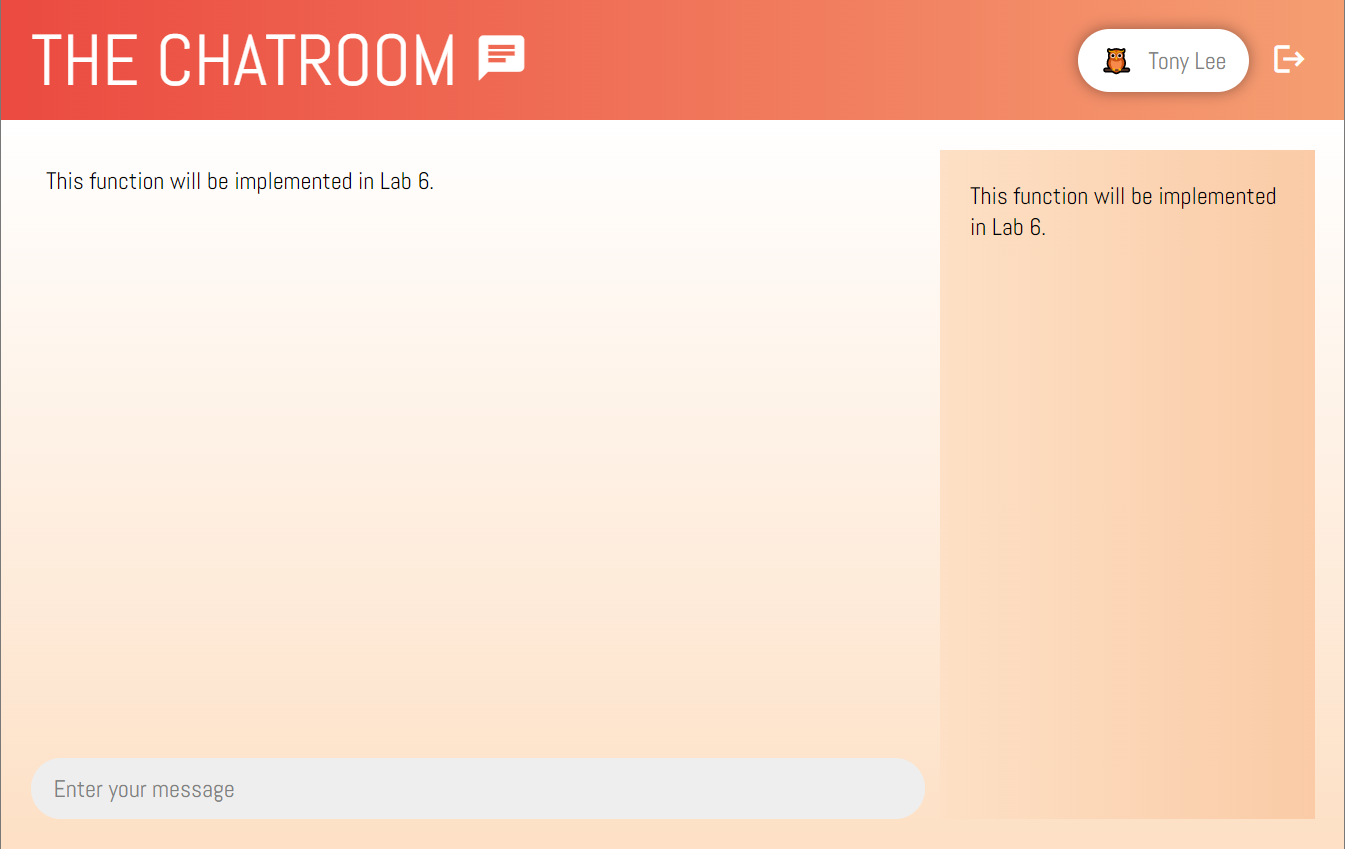 THE CHATROOM
Tony Lee
This function will be implemented in Lab 6.
This function will be implemented
in Lab 6.
Enter your message